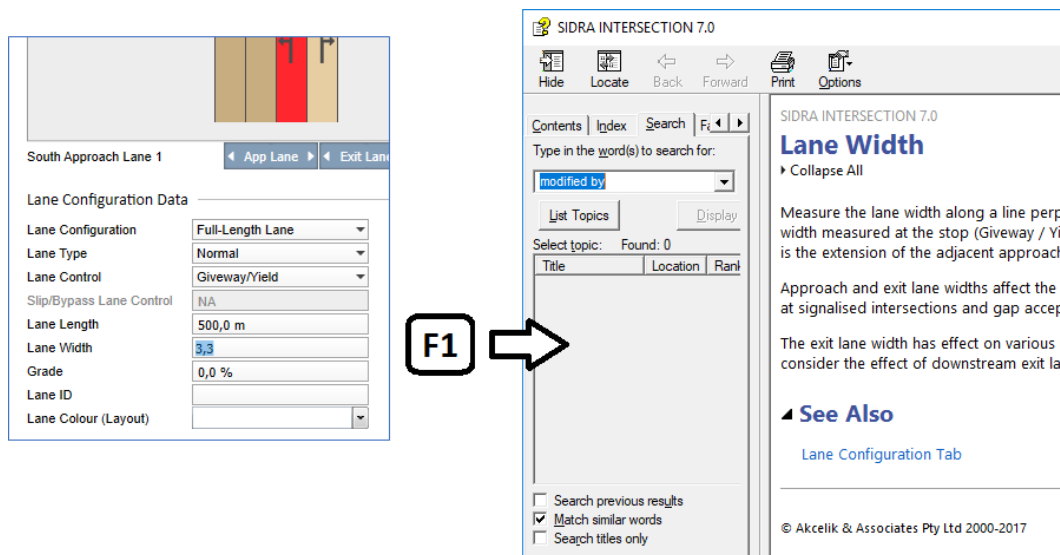 South Approach Lane 1
App Lane
Exit Lane
Lane Configuration Data
Lane Configuration
Full-Length Lane
Lane Type
Normal
Lane Control
Giveway/Yield
Slip/Bypass Lane Control
NA
Lane Length
500,0 m
Lane Width
3,3
Grade
0,0 %
Lane ID
Lane Colour (Layout)
F1
SIDRA INTERSECTION 7.0
Hide
Locate
Back
Forward
Print
Options
Contents
Index
Search
Type in the word(s) to search for:
modified by
List Topics
Display
Select topic:
Found: 0
Title
Location
Rank
Search previous results
Match similar words
Search titles only
SIDRA INTERSECTION 7.0
Lane Width
Collapse All
Measure the lane width along a line
width measured at the stop (Giveway /
is the extension of the adjacent
Approach and exit lane widths affect the
at signalised intersections and gap
The exit lane width has effect on various
consider the effect of downstream exit
See Also
Lane Configuration Tab
© Akcelik & Associates Pty Ltd 2000-2017